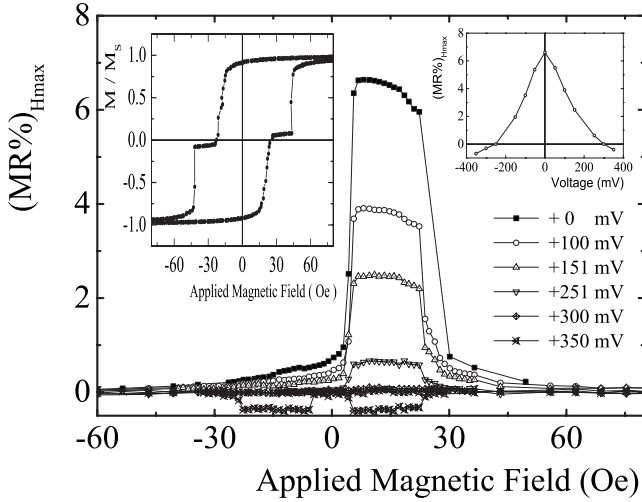 (MR%)Hmax
8
6
4
2
0
-60
-30
0
30
60
Applied Magnetic Field (Oe)
M / Ms
1.0
0.5
0.0
-0.5
-1.0
-60
-30
0
30
60
Applied Magnetic Field ( Oe )
(MR%)Hmax
8
6
4
2
0
-400
-200
0
200
400
Voltage (mV)
+ 0 mV
+100 mV
+151 mV
+251 mV
+300 mV
+350 mV